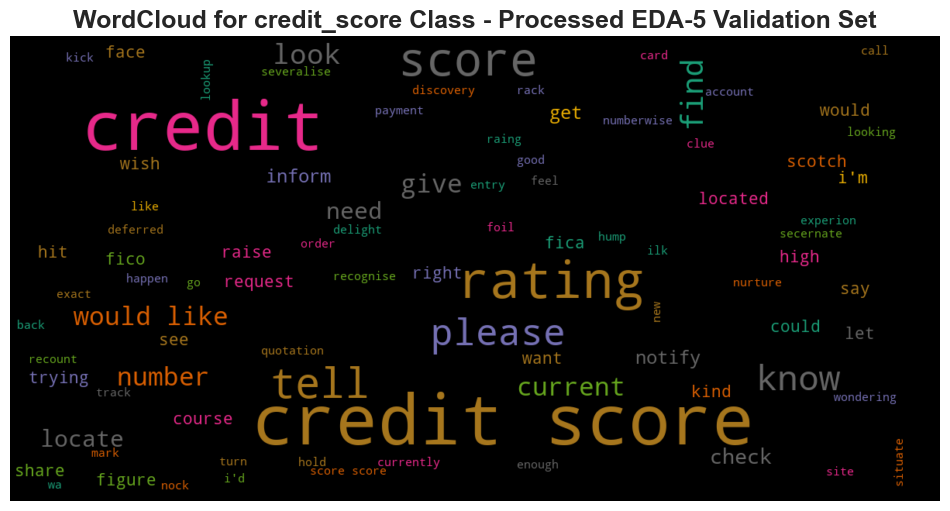 WordCloud for credit_score Class - Processed EDA-5 Validation Set
kick
face
look
score
card
call
severalise
lookup
discovery
rack
find
account
payment
get
numberwise
would
credit
looking
raing
clue
wish
good
scotch
inform
give
entry
feel
i'm
located
like
need
experion
deferred
delight
foil
secernate
hit
order
fica
hump
ilk
fico
raise
high
happen
go
request
recognise
right
rating
nurture
say
exact
new
back
would like
see
please
could
let
recount
quotation
want
notify
trying
number
tell
current
kind
know
track
wondering
course
credit score
locate
mark
check
share
turn
hold
currently
enough
situate
score score
site
wa
figure
nock
i'd